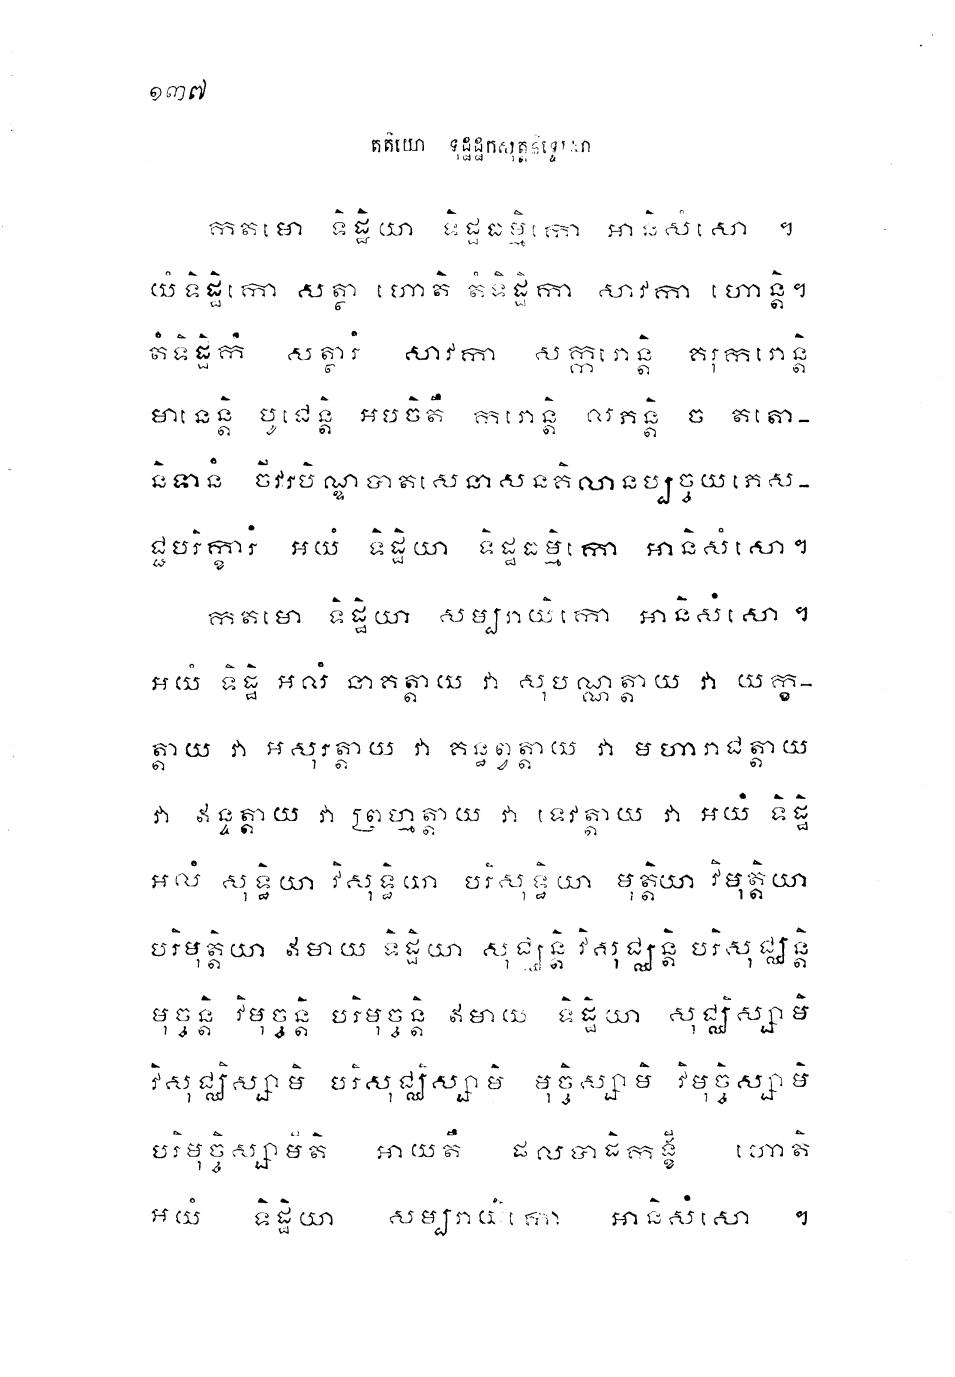 ១៣៧
តតិយោ ទុដ្ឋដ្ឋកសុត្តនិទ្ទេសោ
កតមោ ទិដ្ឋិយា ទិដ្ឋធម្មិកោ អានិសំសោ ។
យំទិដ្ឋិកោ សត្ថា ហោតិ តំទិដ្ឋិកា សាវកា ហោន្តិ។
តំទិដ្ឋិកំ សត្ថារំ សាវកា សក្ករោន្តិ គរុករោន្តិ
មានេន្តិ បូជេន្តិ អបចិតឹ ករោន្តិ លភន្តិ ច តតោ-
និទានំ ចីវរបិណ្ឌបាតសេនាសនគិលានប្បច្ចយភេស-
ជ្ជបរិក្ខារំ អយំ ទិដ្ឋិយា ទិដ្ឋធម្មិកោ អានិសំសោ។
កតមោ ទិដ្ឋិយា សម្បរាយិកោ អានិសំសោ ។
អយំ ទិដ្ឋិ អលំ នាគត្តាយ វា សុបណ្ណត្តាយ វា យក្ខ-
ត្តាយ វា អសុរត្តាយ វា គន្ធព្វត្តាយ វា មហារាជត្តាយ
វា ឥន្ទត្តាយ វា ព្រហ្មត្តាយ វា ទេវត្តាយ វា អយំ ទិដ្ឋិ
អលំ សុទ្ធិយា វិសុទ្ធិយា បរិសុទ្ធិយា មុត្តិយា វិមុត្តិយា
បរិមុត្តិយា ឥមាយ ទិដ្ឋិយា សុជ្ឈន្តិ វិសុជ្ឈន្តិ បរិសុជ្ឈន្តិ
មុច្ចន្តិ វិមុច្ចន្តិ បរិមុច្ចន្តិ ឥមាយ ទិដ្ឋិយា សុជ្ឈិស្សាមិ
វិសុជ្ឈិស្សាមិ បរិសុជ្ឈិស្សាមិ មុច្ចិស្សាមិ វិមុច្ចិស្សាមិ
បរិមុច្ចិស្សាមីតិ អាយតឹ ផលបាដិកង្ខី ហោតិ
អយំ ទិដ្ឋិយា សម្បរាយិកោ អានិសំសោ ។